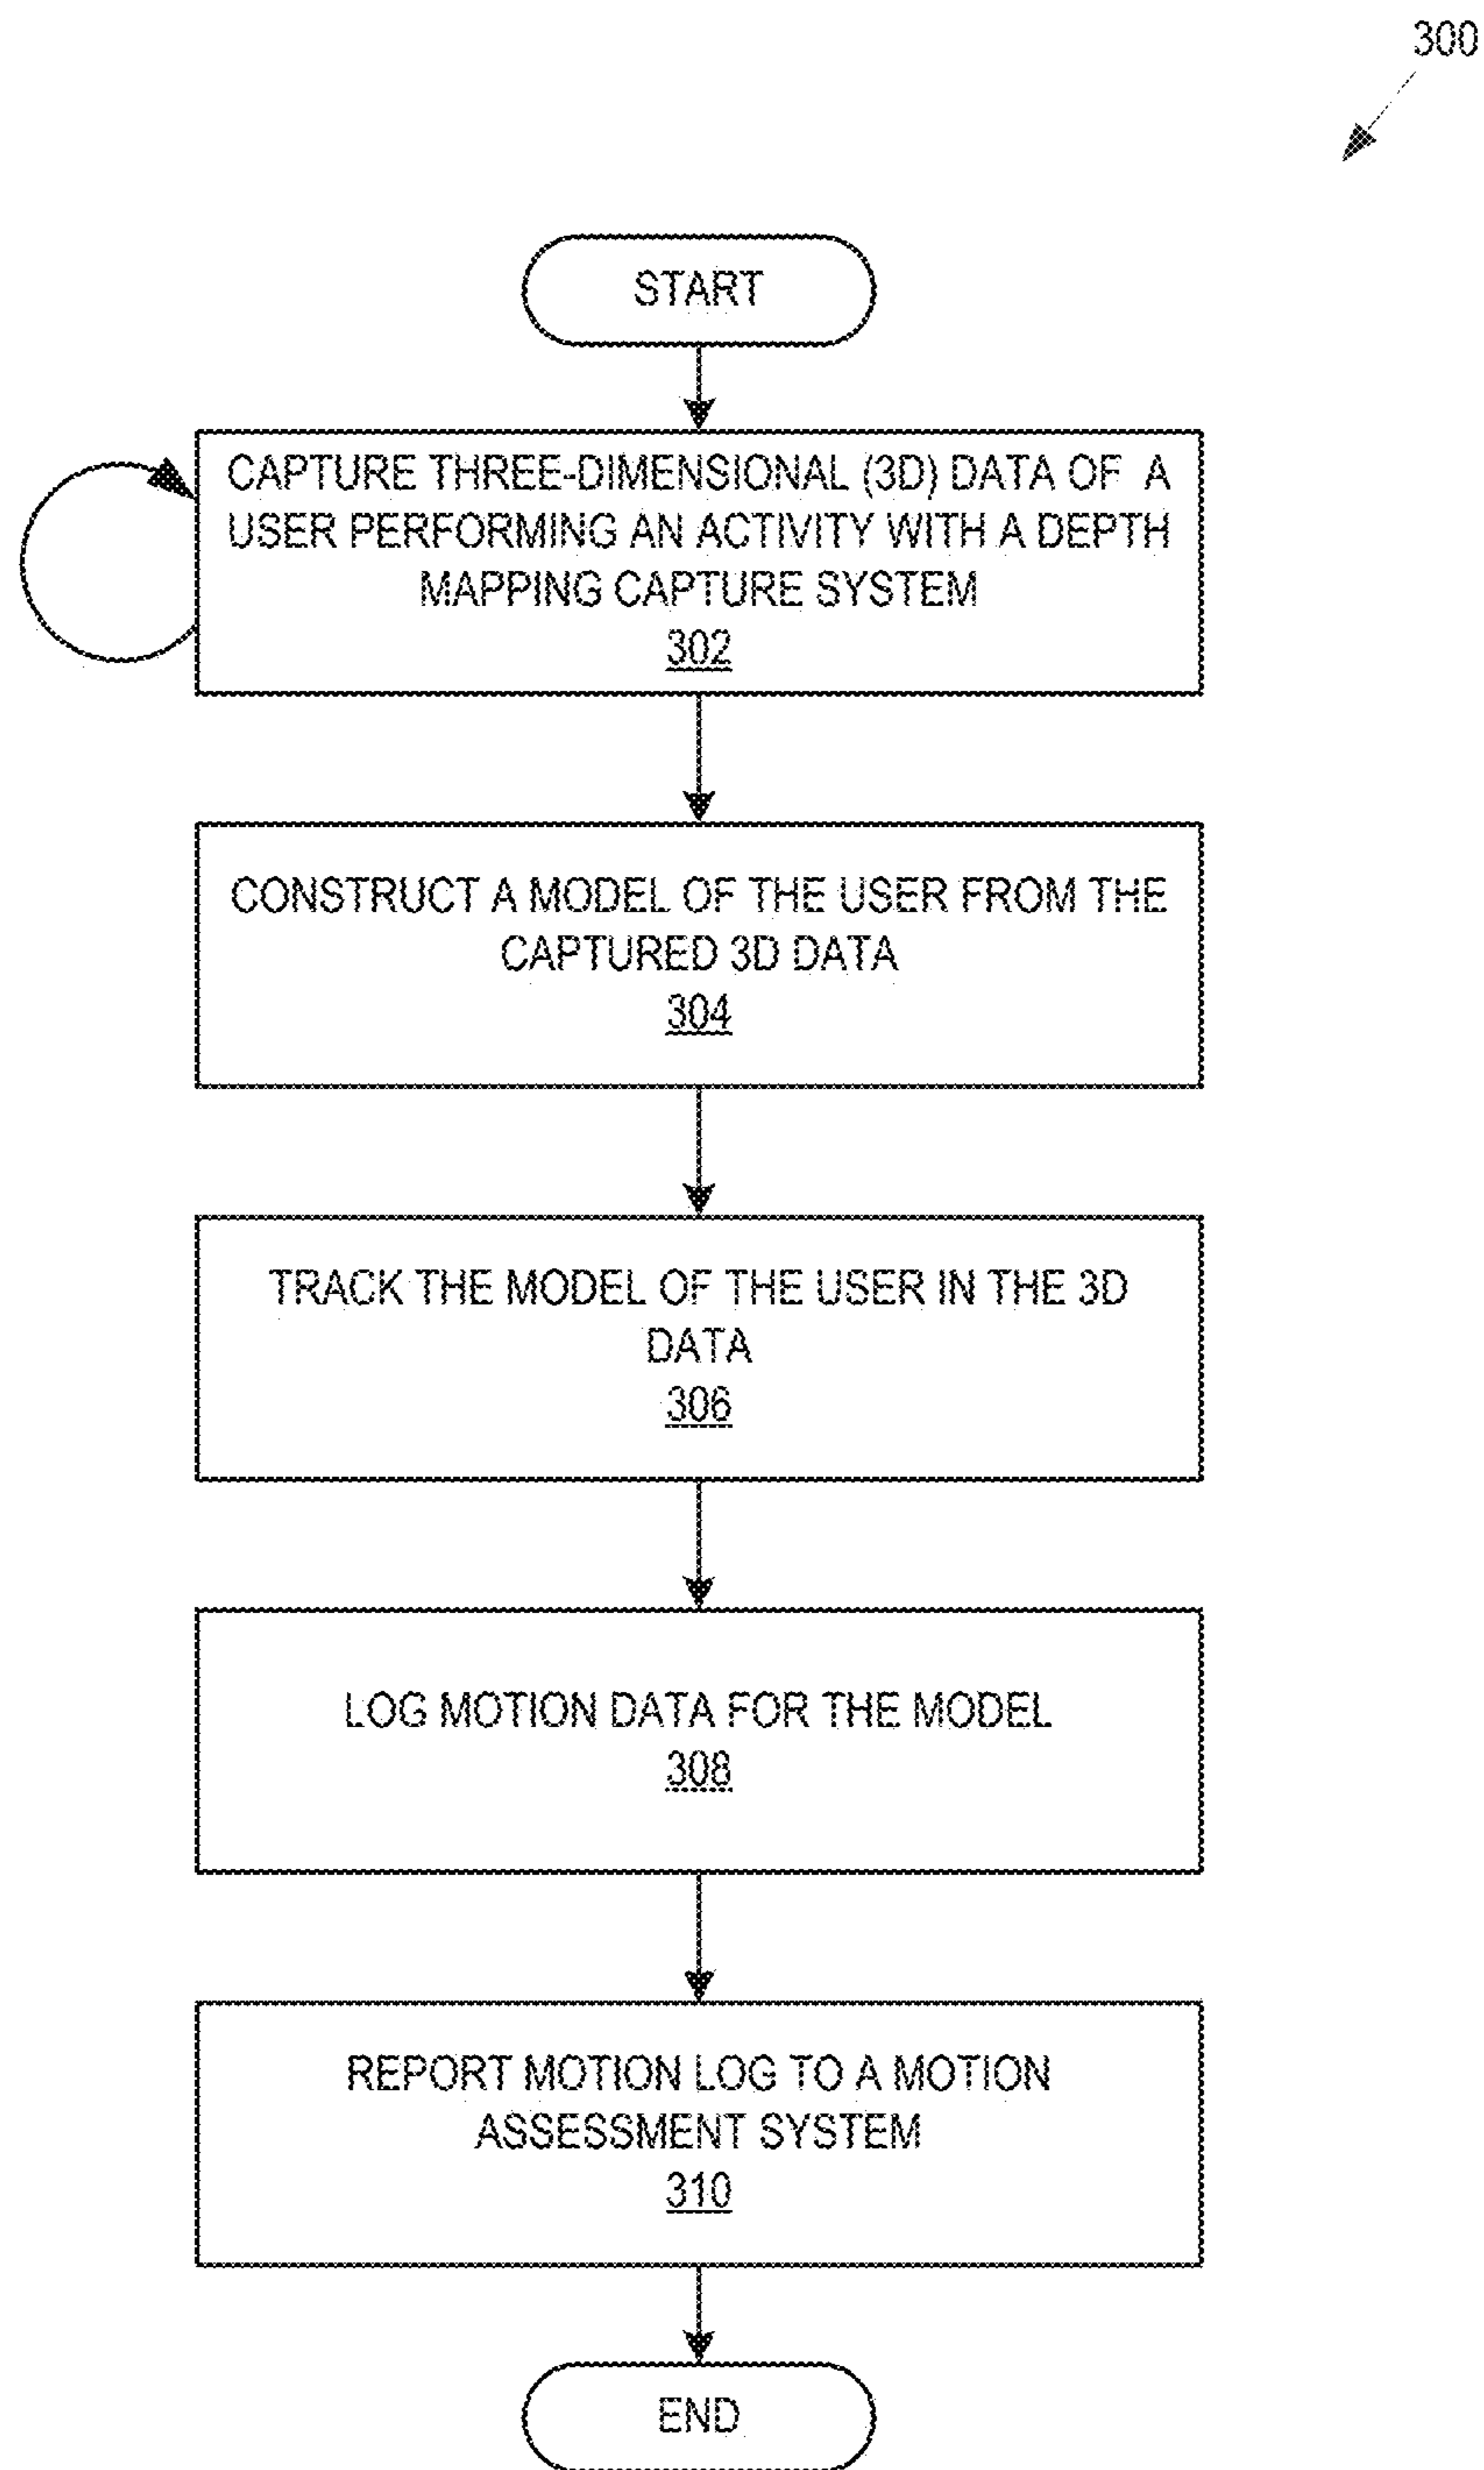 300
START
CAPTURE THREE-DIMENSIONAL (3D) DATA OF A
USER PERFORMING AN ACTIVITY WITH A DEPTH
MAPPING CAPTURE SYSTEM
302
CONSTRUCT A MODEL OF THE USER FROM THE
CAPTURED 3D DATA
304
TRACK THE MODEL OF THE USER IN THE 3D
DATA
306
LOG MOTION DATA FOR THE MODEL
308
REPORT MOTION LOG TO A MOTION
ASSESSMENT SYSTEM
310
END